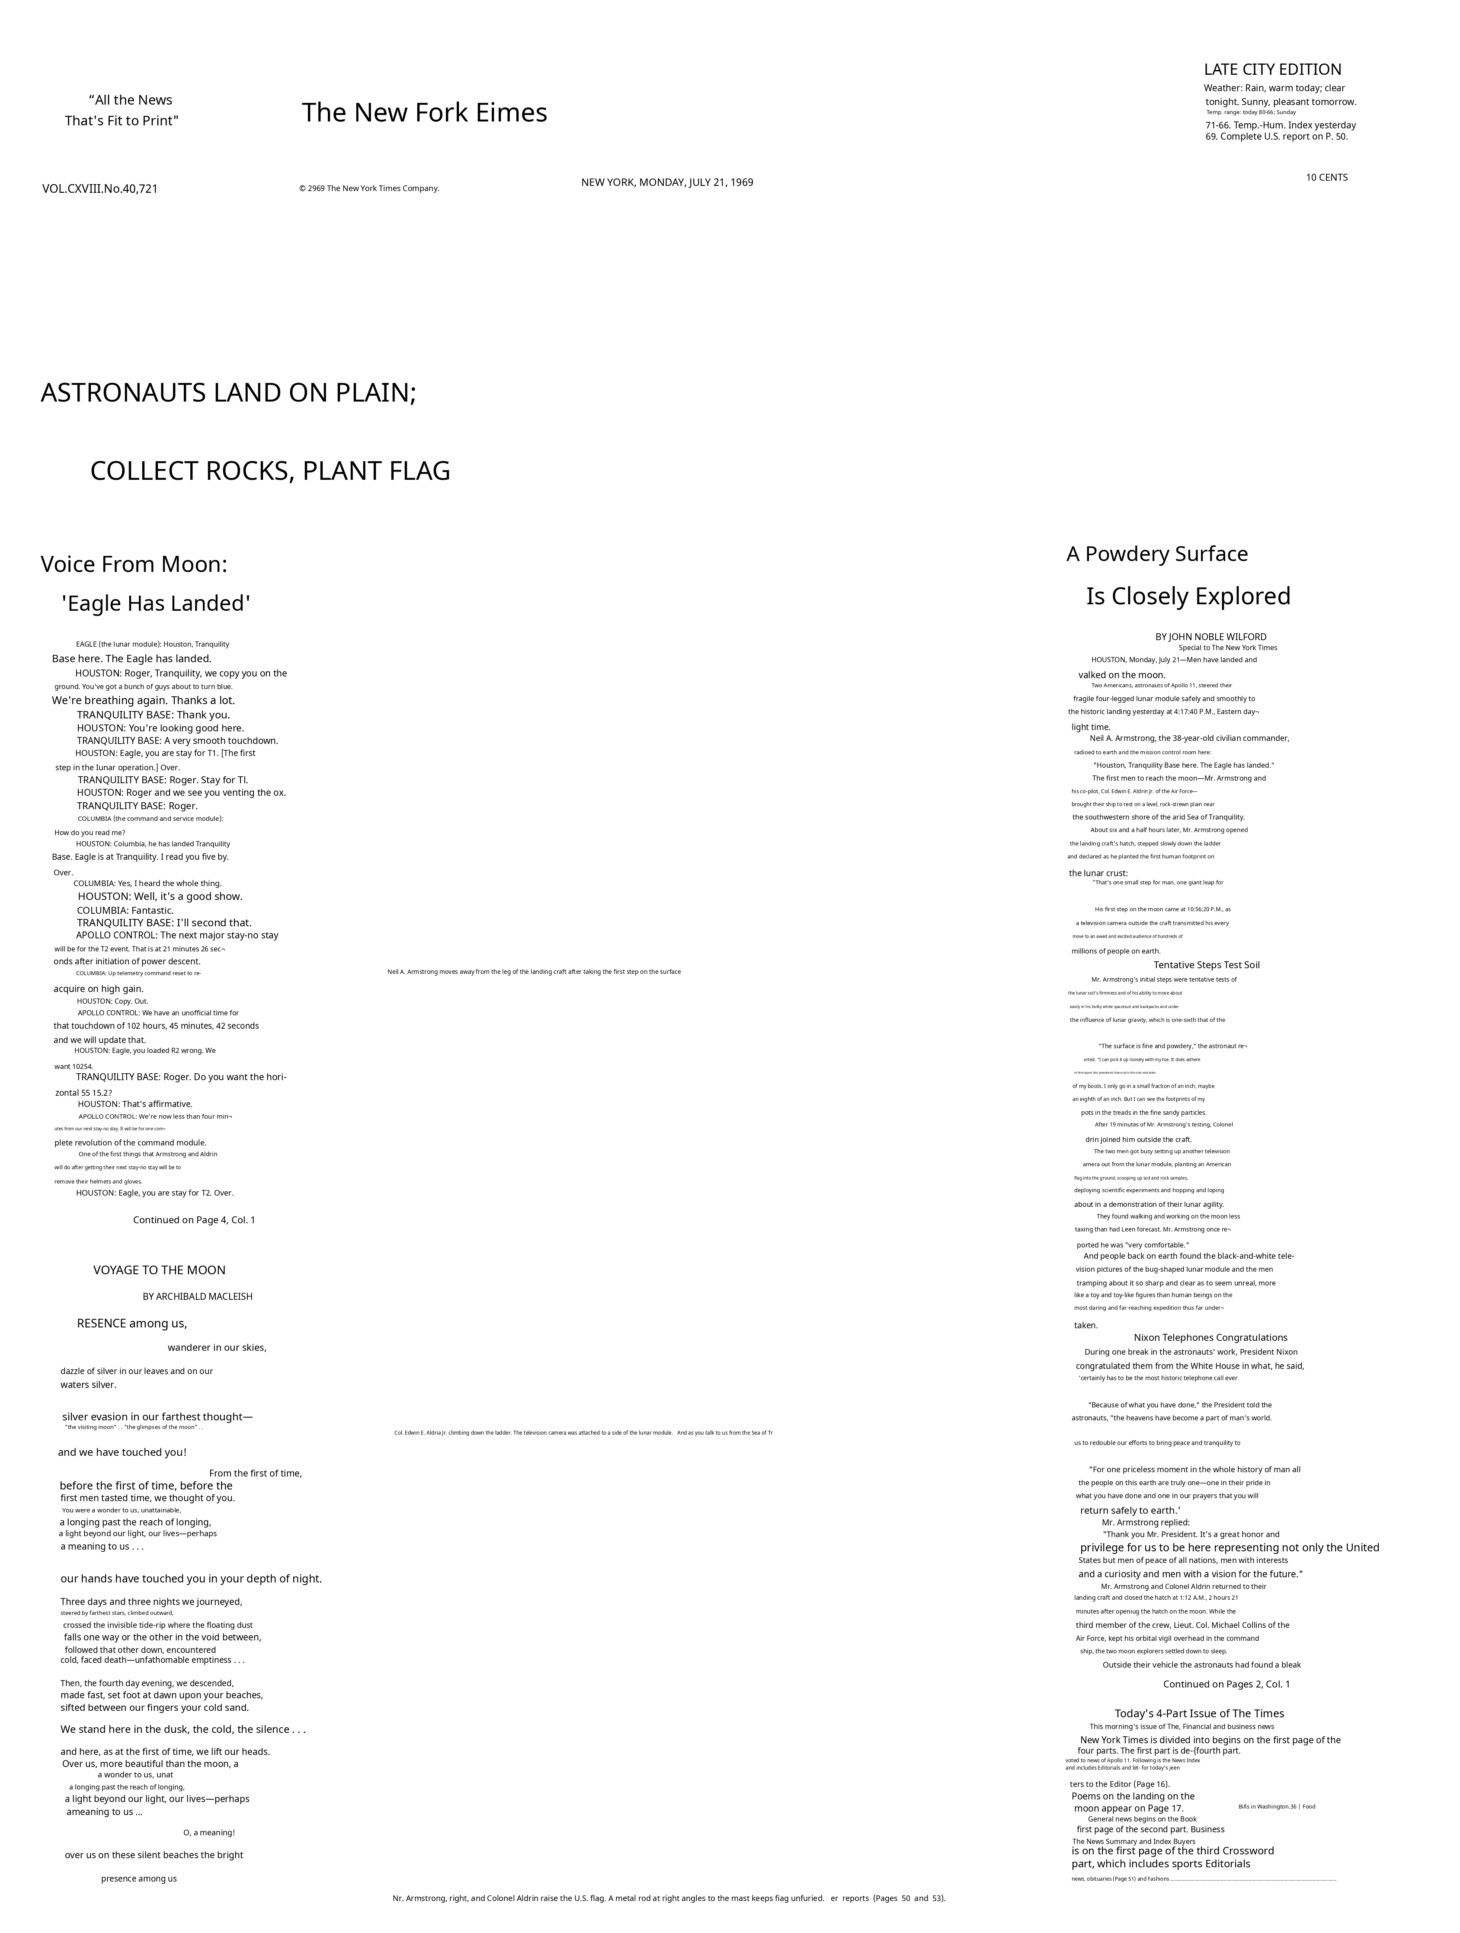 “All the News
That's Fit to Print"
The New Fork Eimes
LATE CITY EDITION
Weather: Rain, warm today; clear
tonight. Sunny, pleasant tomorrow.
Temp. range: today 80-66; Sunday
71-66. Temp.-Hum. Index yesterday
69. Complete U.S. report on P. 50.
VOL.CXVIII.No.40,721
© 2969 The New York Times Company.
NEW YORK, MONDAY, JULY 21, 1969
10 CENTS
ASTRONAUTS LAND ON PLAIN;
COLLECT ROCKS, PLANT FLAG
Voice From Moon:
'Eagle Has Landed'
EAGLE (the lunar module): Houston, Tranquility
Base here. The Eagle has landed.
HOUSTON: Roger, Tranquility, we copy you on the
ground. You've got a bunch of guys about to turn blue.
We're breathing again. Thanks a lot.
TRANQUILITY BASE: Thank you.
HOUSTON: You're looking good here.
TRANQUILITY BASE: A very smooth touchdown.
HOUSTON: Eagle, you are stay for T1. [The first
step in the Iunar operation.] Over.
TRANQUILITY BASE: Roger. Stay for Tl.
HOUSTON: Roger and we see you venting the ox.
TRANQUILITY BASE: Roger.
COLUMBIA (the command and service module):
How do you read me?
HOUSTON: Columbia, he has landed Tranquility
Base. Eagle is at Tranquility. I read you five by.
Over.
COLUMBIA: Yes, I heard the whole thing.
HOUSTON: Well, it's a good show.
COLUMBIA: Fantastic.
TRANQUILITY BASE: I'll second that.
APOLLO CONTROL: The next major stay-no stay
will be for the T2 event. That is at 21 minutes 26 sec¬
onds after initiation of power descent.
COLUMBIA: Up telemetry command reset to re-
acquire on high gain.
HOUSTON: Copy. Out.
APOLLO CONTROL: We have an unofficial time for
that touchdown of 102 hours, 45 minutes, 42 seconds
and we will update that.
HOUSTON: Eagle, you loaded R2 wrong. We
want 10254.
TRANQUILITY BASE: Roger. Do you want the hori-
zontal 55 15.2?
HOUSTON: That's affirmative.
APOLLO CONTROL: We're now less than four min¬
utes from our next stay-no stay. It will be for one com¬
plete revolution of the command module.
One of the first things that Armstrong and Aldrin
will do after getting their next stay-no stay will be to
remove their helmets and gloves.
HOUSTON: Eagle, you are stay for T2. Over.
Continued on Page 4, Col. 1
VOYAGE TO THE MOON
BY ARCHIBALD MACLEISH
RESENCE among us,
wanderer in our skies,
dazzle of silver in our leaves and on our
waters silver.
silver evasion in our farthest thought—
"the visiting moon" . . "the glimpses of the moon" . .
and we have touched you!
From the first of time,
before the first of time, before the
first men tasted time, we thought of you.
You were a wonder to us, unattainable,
a longing past the reach of longing,
a light beyond our light, our lives—perhaps
a meaning to us . . .
our hands have touched you in your depth of night.
Three days and three nights we journeyed,
steered by farthest stars, climbed outward,
crossed the invisible tide-rip where the floating dust
falls one way or the other in the void between,
followed that other down, encountered
cold, faced death—unfathomable emptiness . . .
Then, the fourth day evening, we descended,
made fast, set foot at dawn upon your beaches,
sifted between our fingers your cold sand.
We stand here in the dusk, the cold, the silence . . .
and here, as at the first of time, we lift our heads.
Over us, more beautiful than the moon, a
a wonder to us, unat
a longing past the reach of longing,
a light beyond our light, our lives—perhaps
ameaning to us ...
O, a meaning!
over us on these silent beaches the bright
presence among us
Neil A. Armstrong moves away from the leg of the landing craft after taking the first step on the surface
Col. Edwin E. Aldria Jr. climbing down the ladder. The television camera was attached to a side of the lunar module. And as you talk to us from the Sea of Tr
Nr. Armstrong, right, and Colonel Aldrin raise the U.S. flag. A metal rod at right angles to the mast keeps flag unfuried. er reports (Pages 50 and 53).
A Powdery Surface
Is Closely Explored
BY JOHN NOBLE WILFORD
Special to The New York Times
HOUSTON, Monday, July 21—Men have landed and
valked on the moon.
Two Americans, astronauts of Apollo 11, steered their
fragile four-legged lunar module safely and smoothly to
the historic landing yesterday at 4:17:40 P.M., Eastern day¬
light time.
Neil A. Armstrong, the 38-year-old civilian commander,
radioed to earth and the mission control room here:
"Houston, Tranquility Base here. The Eagle has landed."
The first men to reach the moon—Mr. Armstrong and
his co-pilot, Col. Edwin E. Aldrin Jr. of the Air Force—
brought their ship to rest on a level, rock-strewn plain near
the southwestern shore of the arid Sea of Tranquility.
About six and a half hours later, Mr. Armstrong opened
the landing craft's hatch, stepped slowly down the ladder
and declared as he planted the first human footprint on
the lunar crust:
"That's one small step for man, one giant leap for
His first step on the moon came at 10:56:20 P.M., as
a television camera outside the craft transmitted his every
move to an awed and excited audience of hundreds of
millions of people on earth.
Tentative Steps Test Soil
Mr. Armstrong's initial steps were tentative tests of
the lunar soil's firmness and of his ability to move about
easily in his bulky white spacesuit and backpacks and under
the influence of lunar gravity, which is one-sixth that of the
"The surface is fine and powdery," the astronaut re¬
orted. "I can pick it up loosely with my toe. It does adhere
of my boots. I only go in a small fraction of an inch, maybe
an eighth of an inch. But I can see the footprints of my
pots in the treads in the fine sandy particles.
After 19 minutes of Mr. Armstrong's testing, Colonel
drin joined him outside the craft.
The two men got busy setting up another television
amera out from the lunar module, planting an American
flag into the ground, scooping up soil and rock samples,
deploying scientific experiments and hopping and loping
about in a demonstration of their lunar agility.
They found walking and working on the moon less
taxing than had Leen forecast. Mr. Armstrong once re¬
ported he was "very comfortable."
And people back on earth found the black-and-white tele-
vision pictures of the bug-shaped lunar module and the men
tramping about it so sharp and clear as to seem unreal, more
like a toy and toy-like figures than human beings on the
most daring and far-reaching expedition thus far under¬
taken.
Nixon Telephones Congratulations
During one break in the astronauts' work, President Nixon
congratulated them from the White House in what, he said,
'certainly has to be the most historic telephone call ever
"Because of what you have done," the President told the
astronauts, "the heavens have become a part of man's world.
us to redouble our efforts to bring peace and tranquility to
"For one priceless moment in the whole history of man all
the people on this earth are truly one—one in their pride in
what you have done and one in our prayers that you will
return safely to earth.'
Mr. Armstrong replied:
"Thank you Mr. President. It's a great honor and
privilege for us to be here representing not only the United
States but men of peace of all nations, men with interests
and a curiosity and men with a vision for the future."
Mr. Armstrong and Colonel Aldrin returned to their
landing craft and closed the hatch at 1:12 A.M., 2 hours 21
minutes after openiug the hatch on the moon. While the
third member of the crew, Lieut. Col. Michael Collins of the
Air Force, kept his orbital vigil overhead in the command
ship, the two moon explorers settled down to sleep.
Outside their vehicle the astronauts had found a bleak
Continued on Pages 2, Col. 1
Today's 4-Part Issue of The Times
This morning's issue of The, Financial and business news
New York Times is divided into begins on the first page of the
four parts. The first part is de-{fourth part.
voted to news of Apollo 11. Following is the News Index
and includes Editorials and let- for today's jeen
ters to the Editor (Page 16).
Poems on the landing on the
moon appear on Page 17.
Bills in Washington.36 | Food
General news begins on the Book
first page of the second part. Business
The News Summary and Index Buyers
is on the first page of the third Crossword
part, which includes sports Editorials
news, obituaries (Page 51) and Fashions